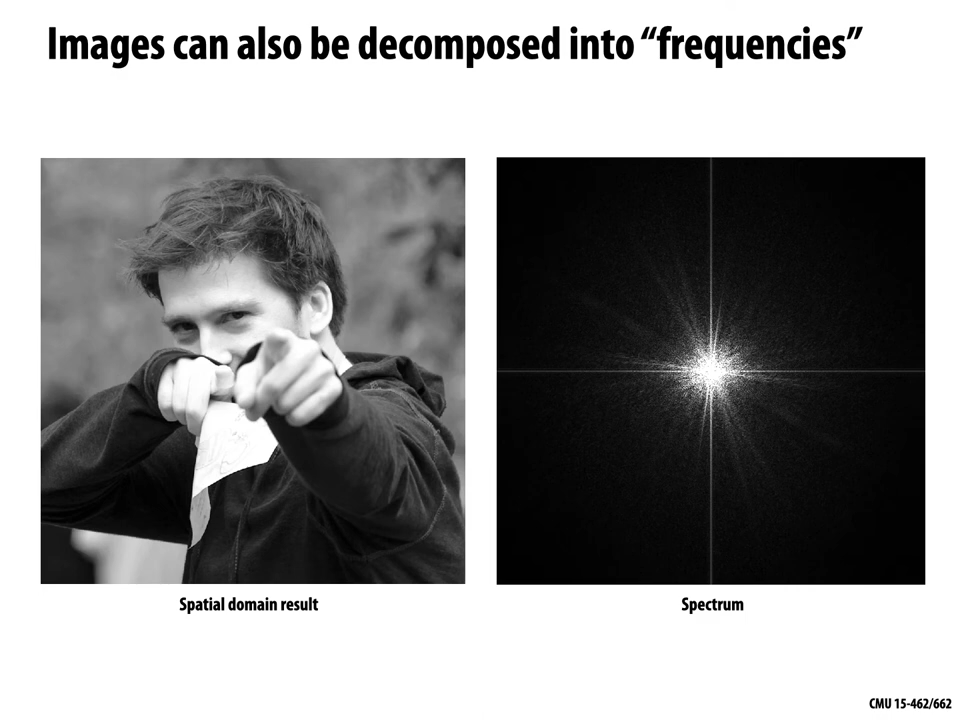 Images can also be decomposed into “frequencies”
Spatial domain result
Spectrum
CMU 15-462/662